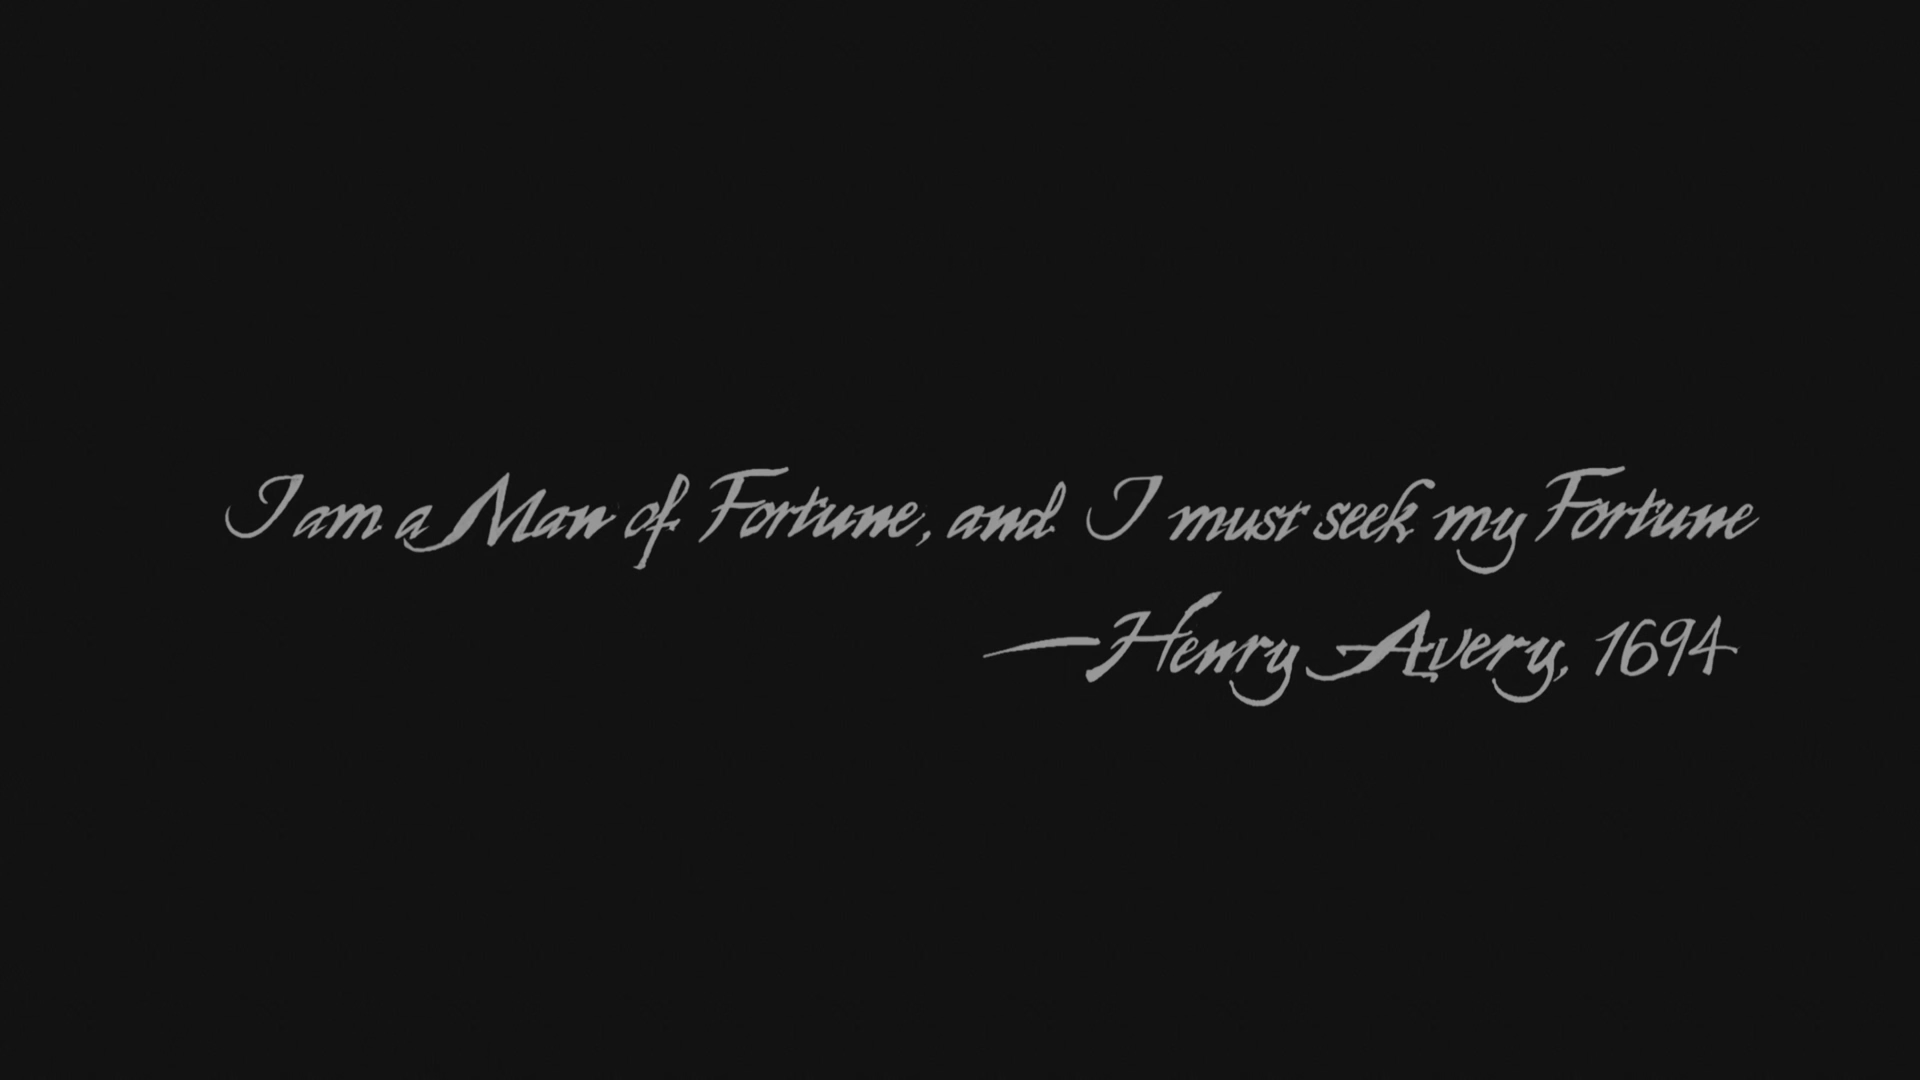 I am a Man of Fortune, and I must seek my Fortune
—Henry Avery, 1694